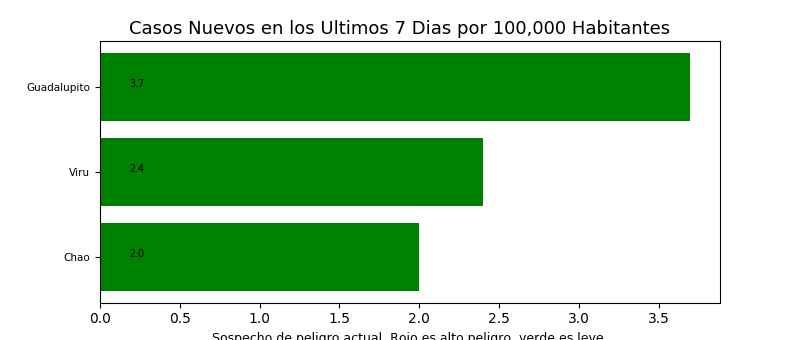 Casos Nuevos en los Ultimos 7 Dias por 100,000 Habitantes
Guadalupito
3.7
Viru
2.4
Chao
2.0
0.0 0.5 1.0 1.5 2.0 2.5 3.0 3.5
Sospecho de peligro actual. Rojo es alto peligro, verde es leve